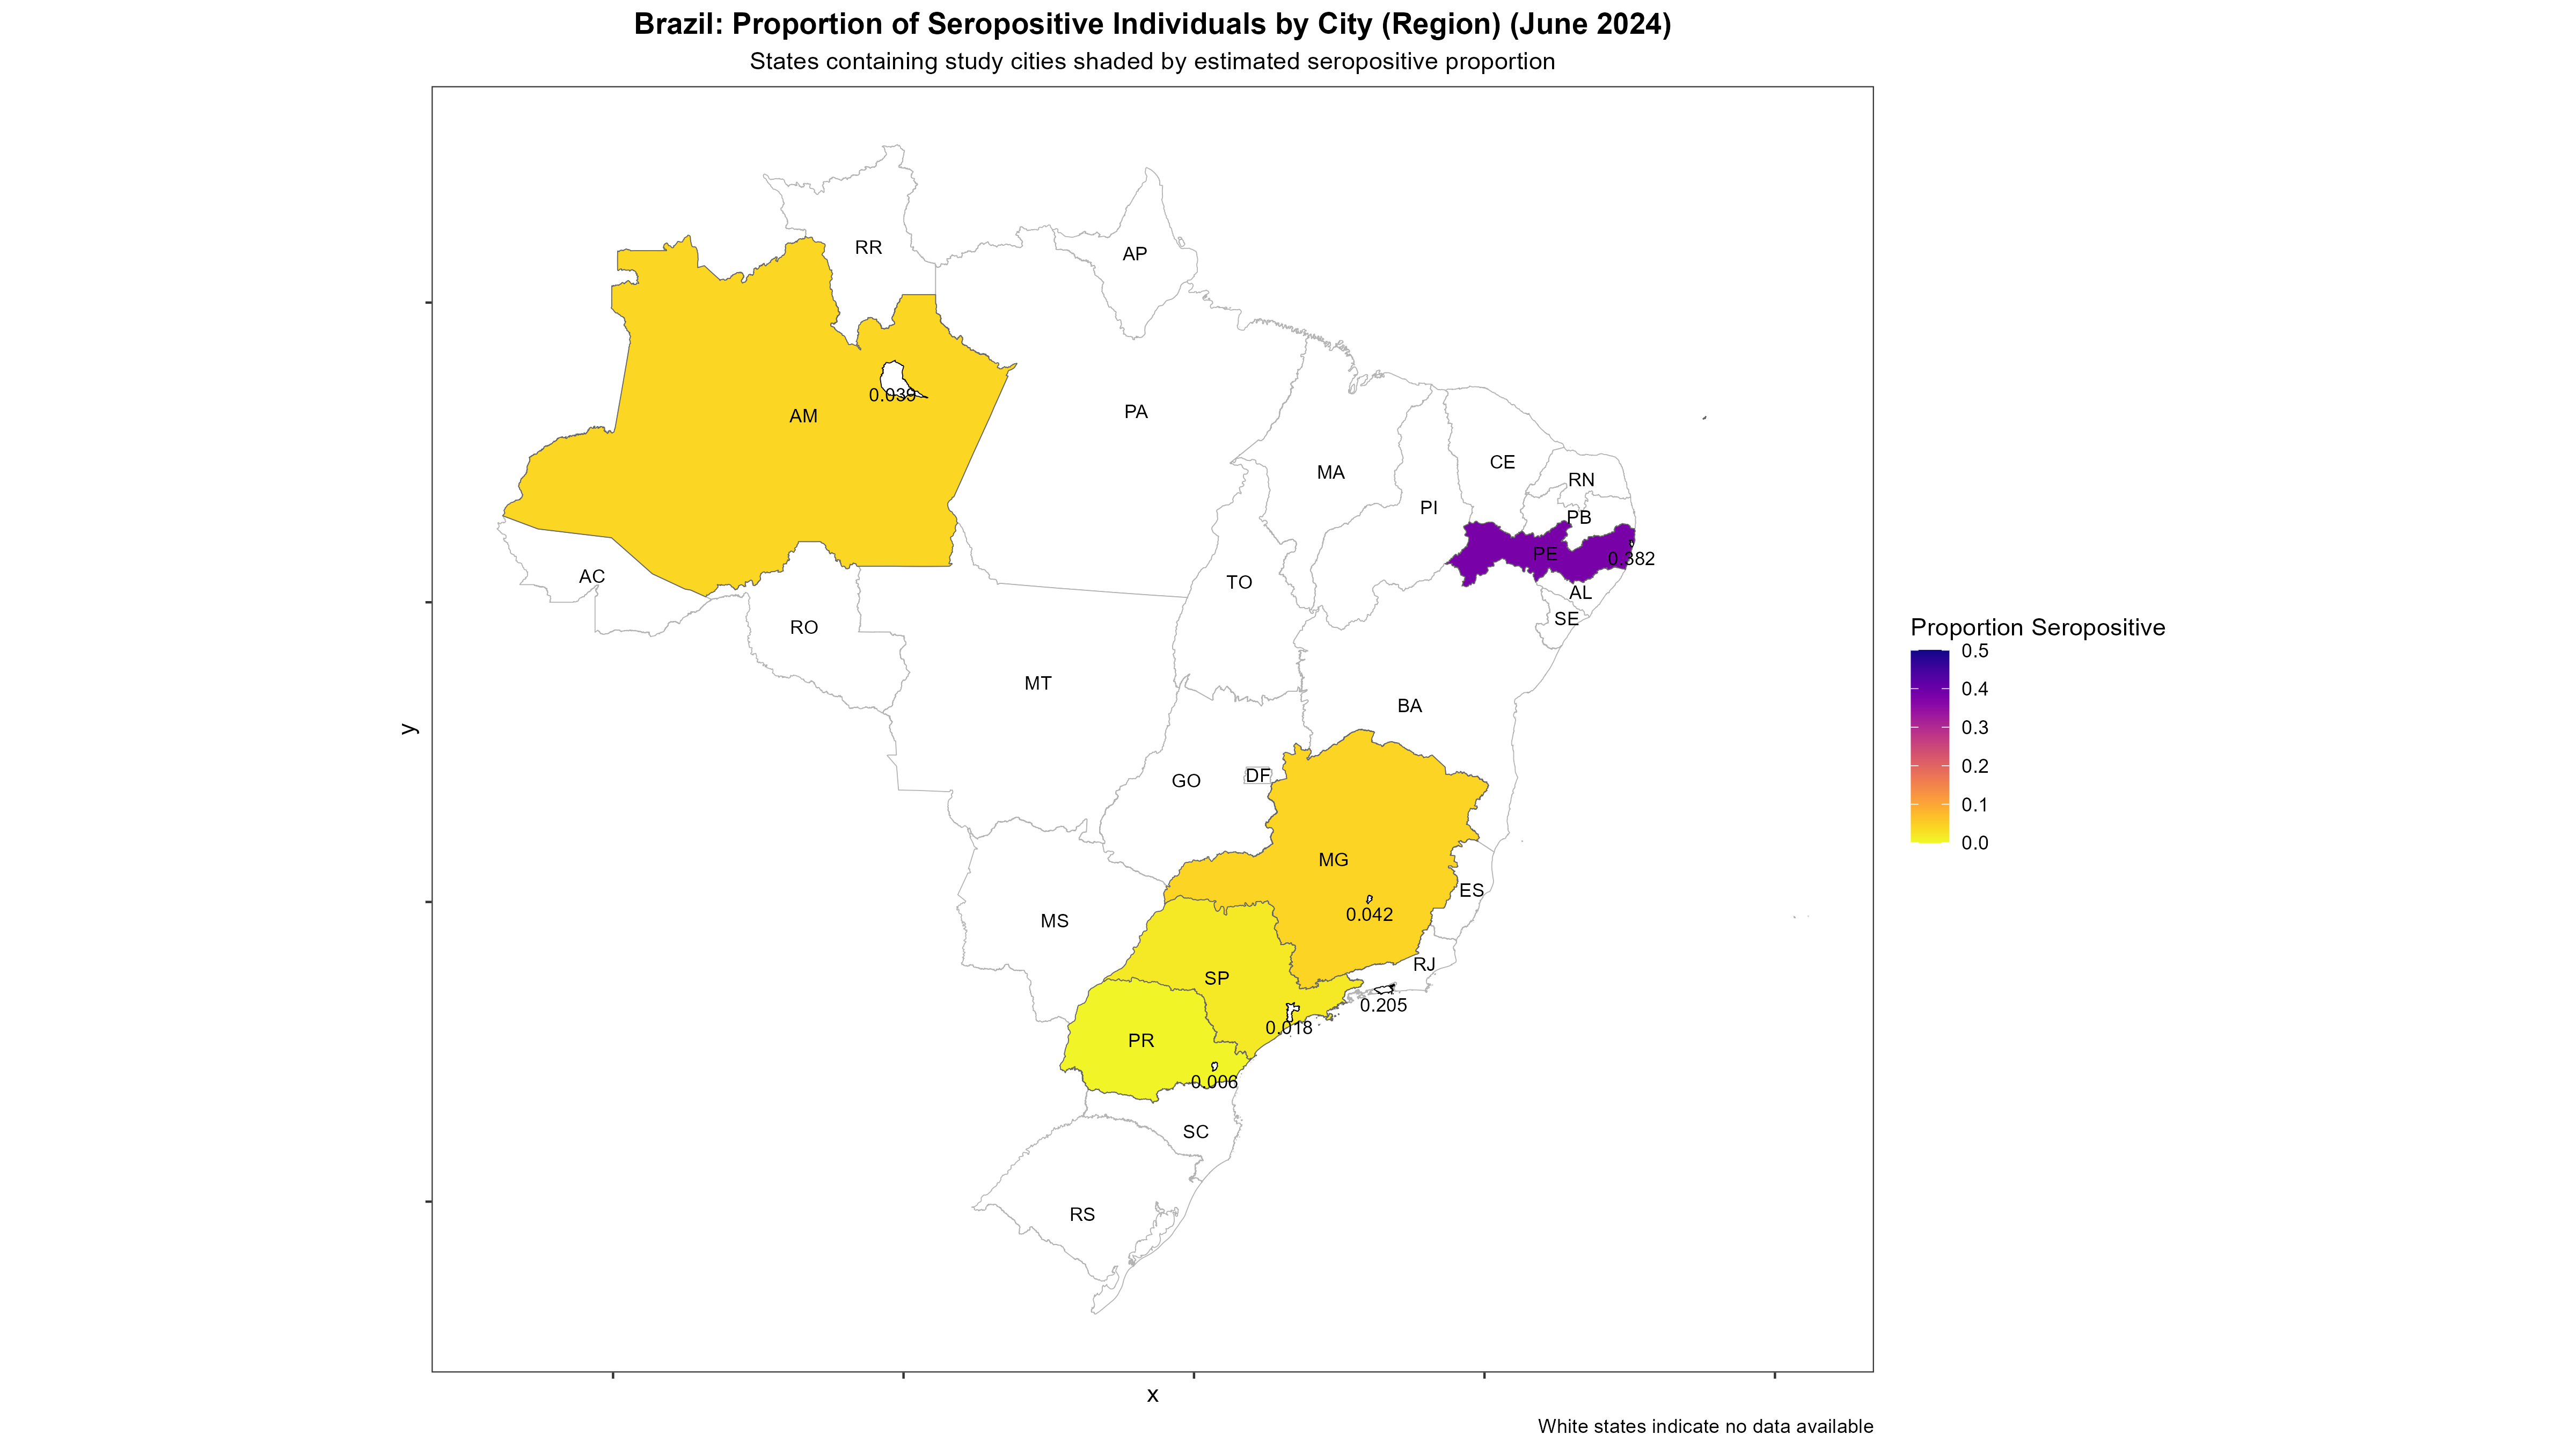 Brazil: Proportion of Seropositive Individuals by City (Region) (June 2024)
States containing study cities shaded by estimated seropositive proportion
RR
AP
0.039
AM
PA
MA
CE
RN
PI
PB
PE
0.382
AC
TO
AL
SE
RO
MT
BA
GO
DF
MG
ES
0.042
MS
RJ
SP
0.205
0.018
PR
0.006
SC
RS
y
x
Proportion Seropositive
0.5
0.4
0.3
0.2
0.1
0.0
White states indicate no data available